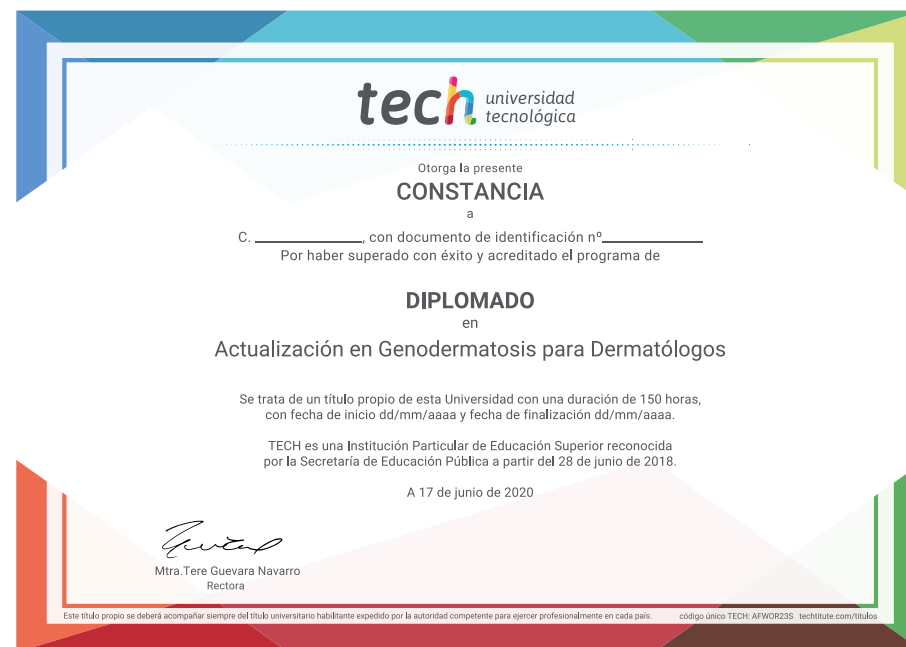 tech universidad
tecnológica
Otorga la presente
CONSTANCIA
a
C. ____________, con documento de identificación nº____________
Por haber superado con éxito y acreditado el programa de
DIPLOMADO
en
Actualización en Genodermatosis para Dermatólogos
Se trata de un título propio de esta Universidad con una duración de 150 horas,
con fecha de inicio dd/mm/aaaa y fecha de finalización dd/mm/aaaa.
TECH es una Institución Particular de Educación Superior reconocida
por la Secretaría de Educación Pública a partir del 28 de junio de 2018.
A 17 de junio de 2020
Mtra.Tere Guevara Navarro
Rectora
Este título propio se deberá acompañar siempre del título universitario habilitante expedido por la autoridad competente para ejercer profesionalmente en cada país. código único TECH: AFWOR23S techtitute.com/titulos